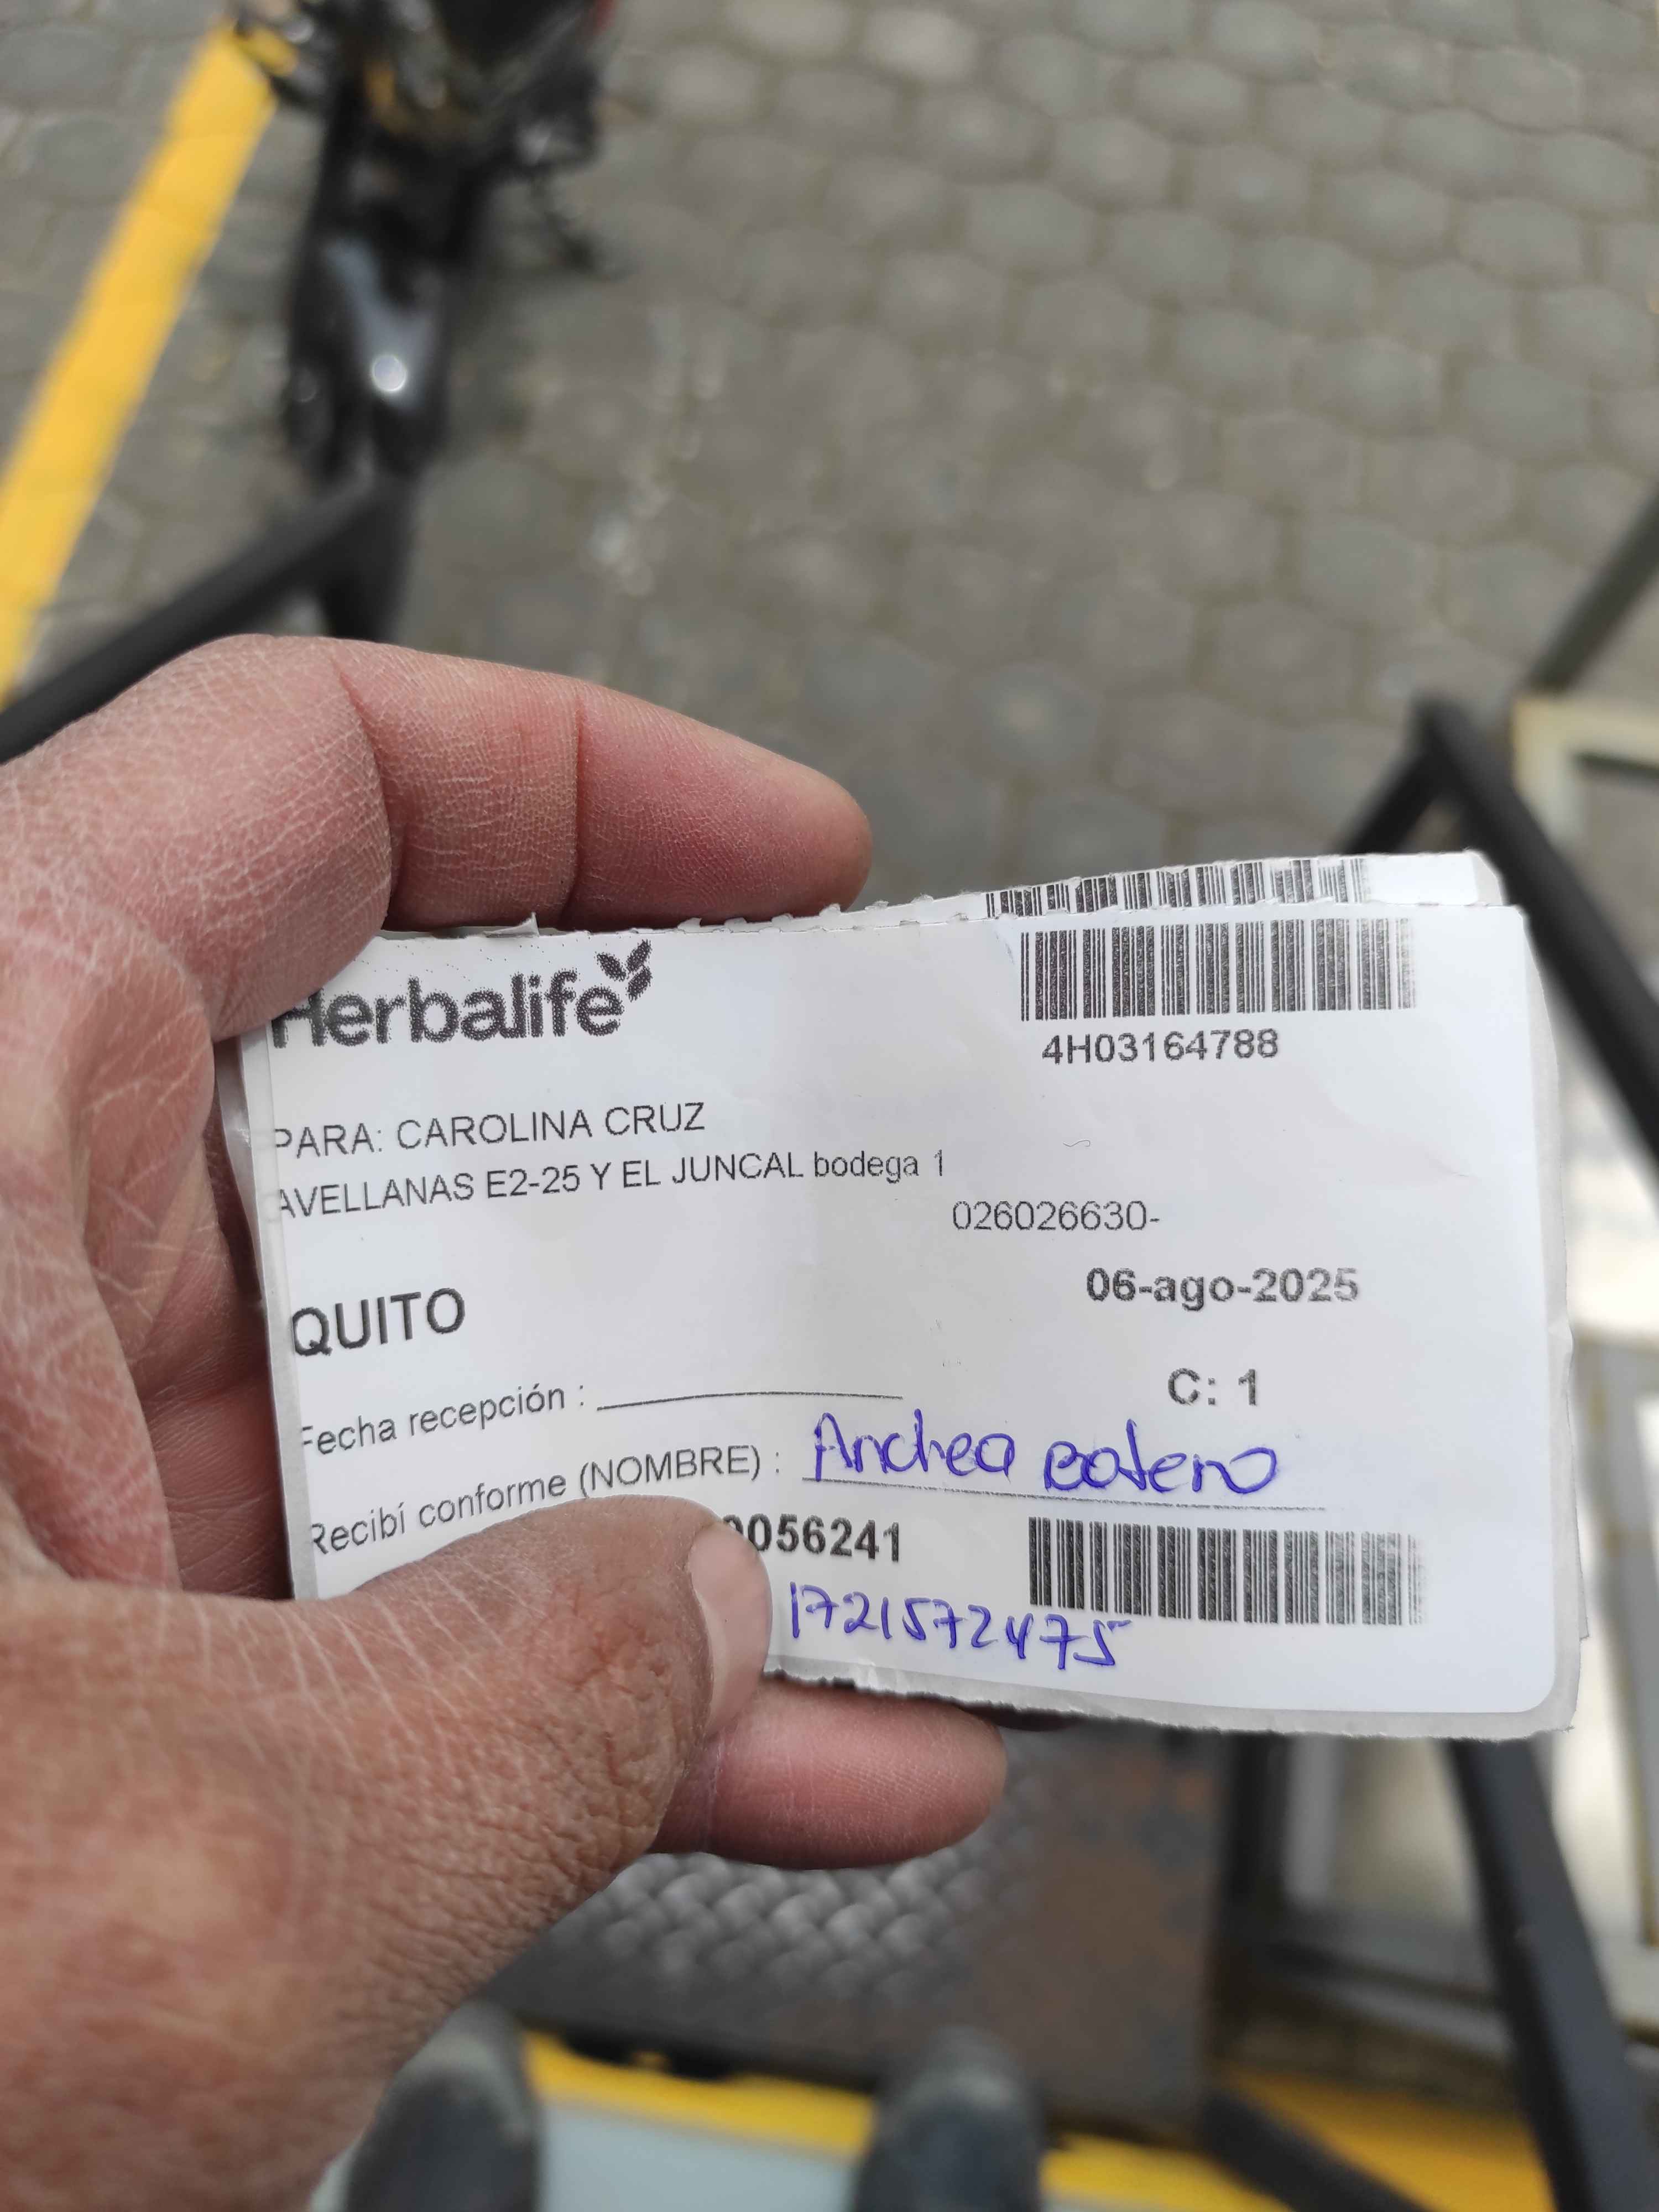 Herbalife
4H03164788
PARA: CAROLINA CRUZ
AVELLANAS E2-25 Y EL JUNCAL bodega 1
026026630-
06-ago-2025
QUITO
C: 1
Fecha recepción :
Recibí conforme (NOMBRE) : Andrea Botero
056241
1721572475